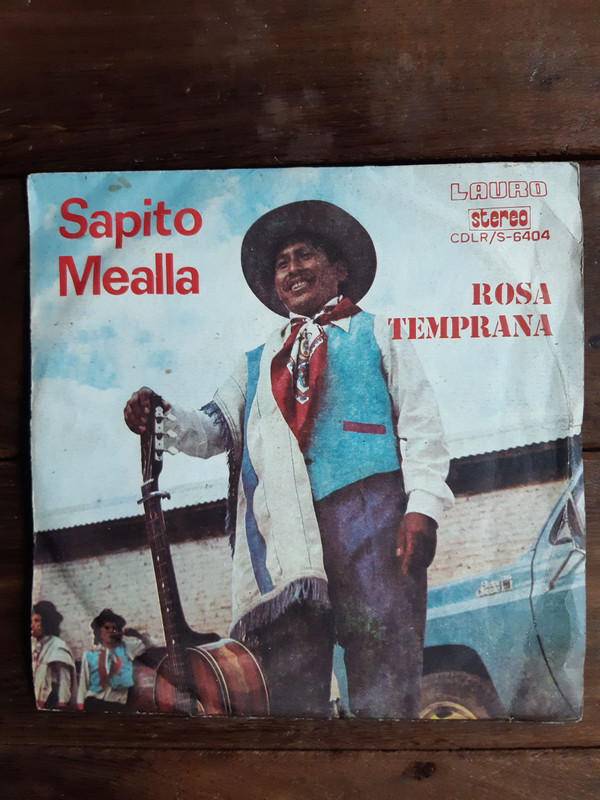 Sapito
Mealla
LAURO
stereo
CDLR/S-6404
ROSA
TEMPRANA